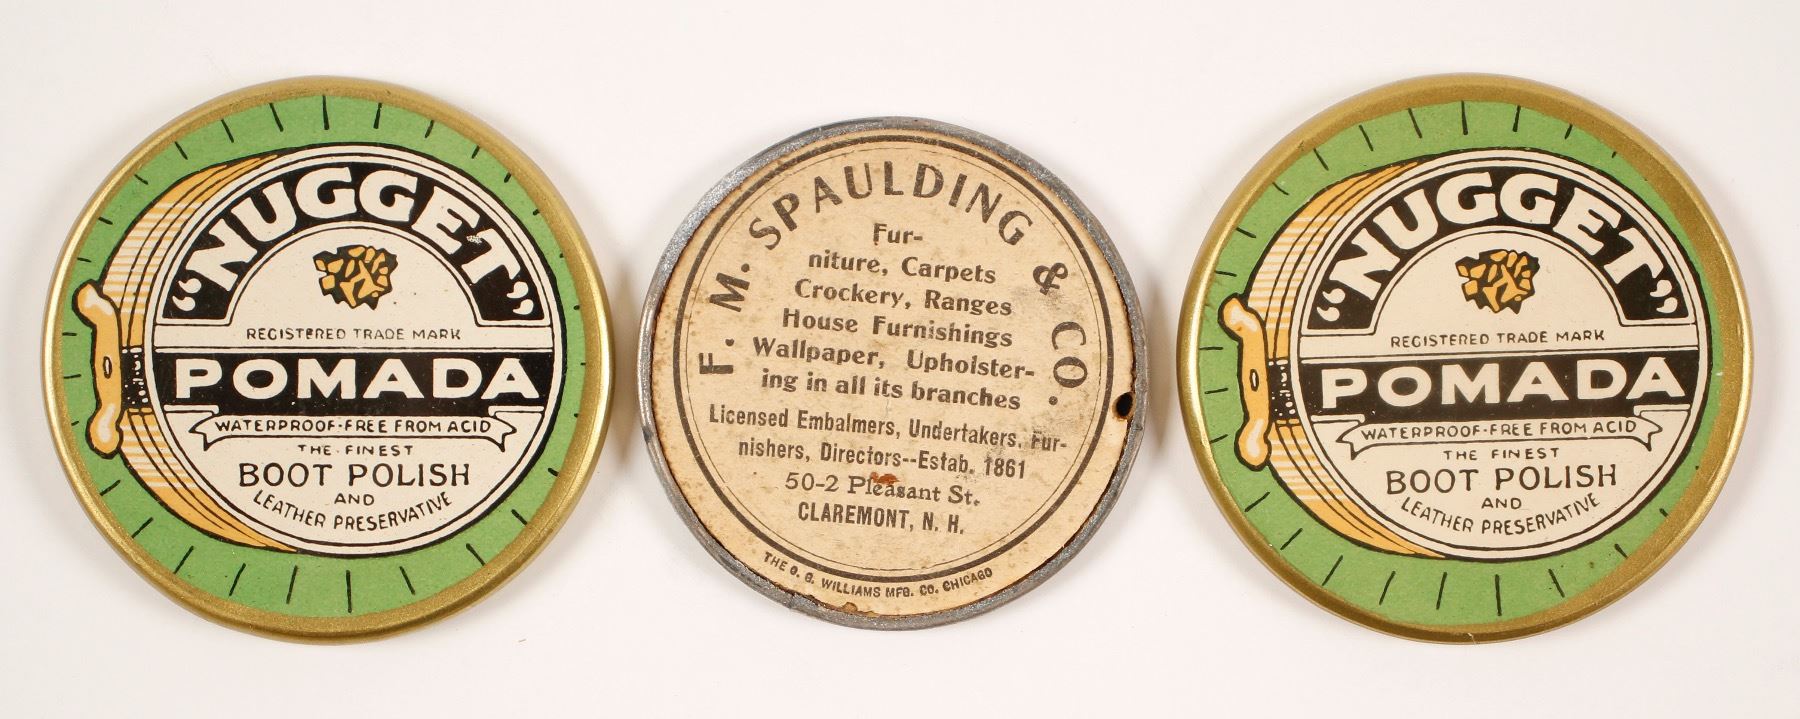 "NUGGET"
REGISTERED TRADE MARK
POMADA
WATERPROOF-FREE FROM ACID
THE FINEST
BOOT POLISH
AND
LEATHER PRESERVATIVE
F. M. SPAULDING & CO.
Fur-
niture, Carpets
Crockery, Ranges
House Furnishings
Wallpaper, Upholster-
ing in all its branches
Licensed Embalmers, Undertakers, Fur-
nishers, Directors--Estab. 1861
50-2 Pleasant St.
CLAREMONT, N. H.
THE O. G. WILLIAMS MFG. CO. CHICAGO
"NUGGET"
REGISTERED TRADE MARK
POMADA
WATERPROOF-FREE FROM ACID
THE FINEST
BOOT POLISH
AND
LEATHER PRESERVATIVE